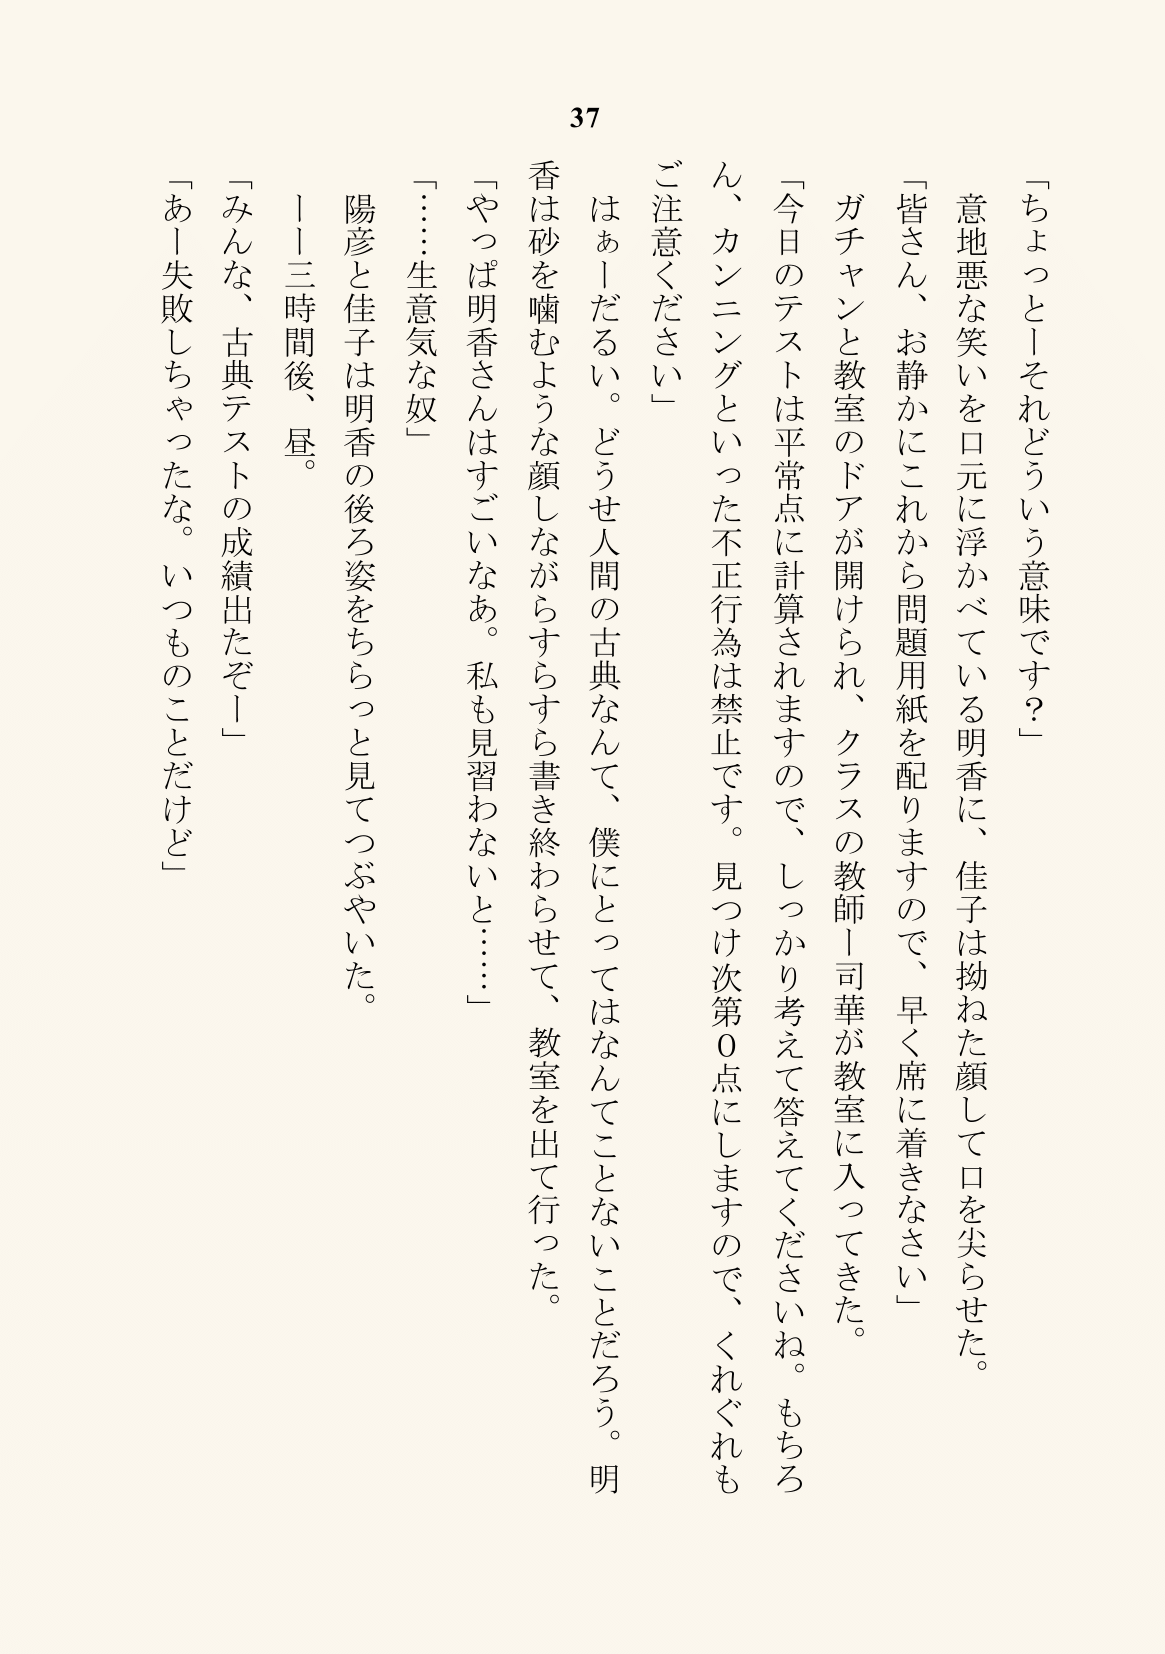 37
「ちょっとーそれどういう意味です？」
意地悪な笑いを口元に浮かべている明香に、佳子は拗ねた顔して口を尖らせた。
「皆さん、お静かにこれから問題用紙を配りますので、早く席に着きなさい」
ガチャンと教室のドアが開けられ、クラスの教師ー司華が教室に入ってきた。
「今日のテストは平常点に計算されますので、しっかり考えて答えてくださいね。もちろ
ん、カンニングといった不正行為は禁止です。見つけ次第０点にしますので、くれぐれも
ご注意ください」
はぁーだるい。どうせ人間の古典なんて、僕にとってはなんてことないことだろう。明
香は砂を噛むような顔しながらすらすら書き終わらせて、教室を出て行った。
「やっぱ明香さんはすごいなあ。私も見習わないと……」
「……生意気な奴」
陽彦と佳子は明香の後ろ姿をちらっと見てつぶやいた。
ーー三時間後、昼。
「みんな、古典テストの成績出たぞー」
「あー失敗しちゃったな。いつものことだけど」